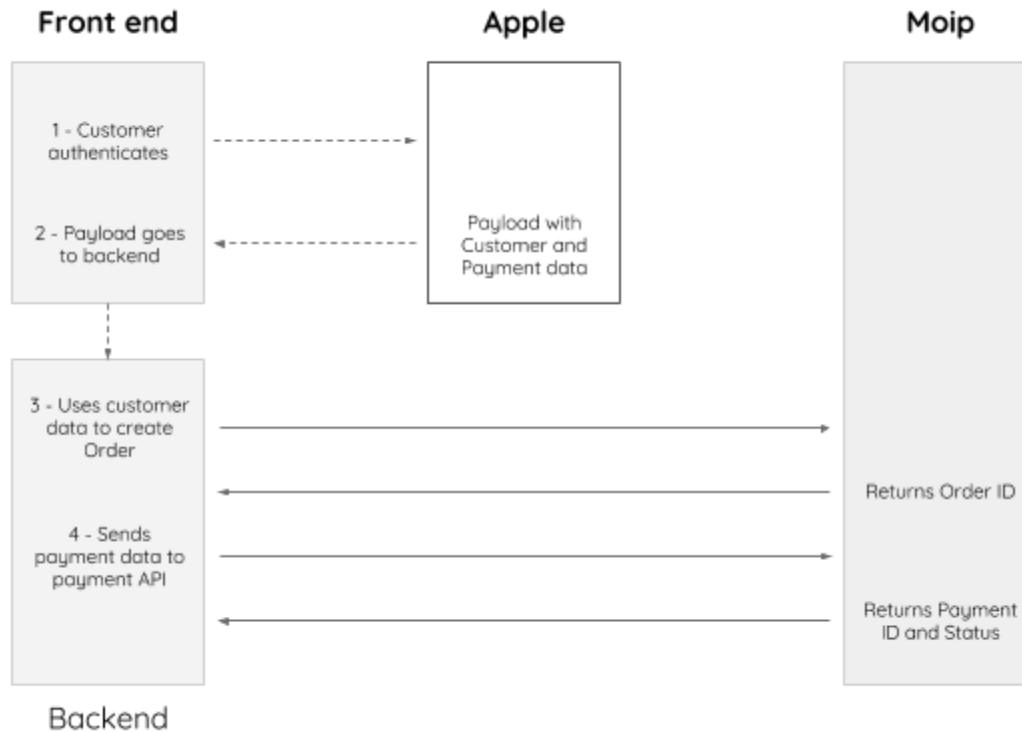 Front end
Apple
Moip
1 - Customer
authenticates
2 - Payload goes
to backend
Payload with
Customer and
Payment data
3 - Uses customer
data to create
Order
Returns Order ID
4 - Sends
payment data to
payment API
Returns Payment
ID and Status
Backend